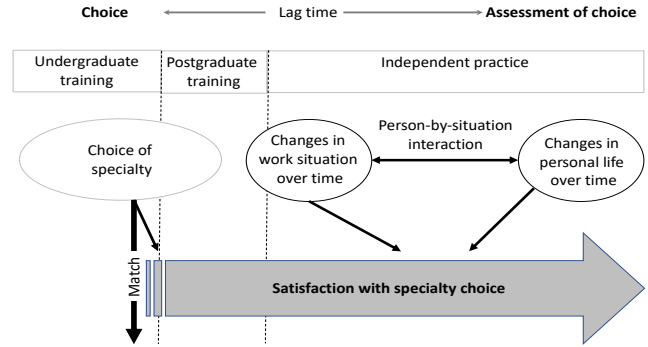 Choice
Lag time
Assessment of choice
Undergraduate
training
Postgraduate
training
Independent practice
Choice of
specialty
Changes in
work situation
over time
Person-by-situation
interaction
Changes in
personal life
over time
Match
Satisfaction with specialty choice